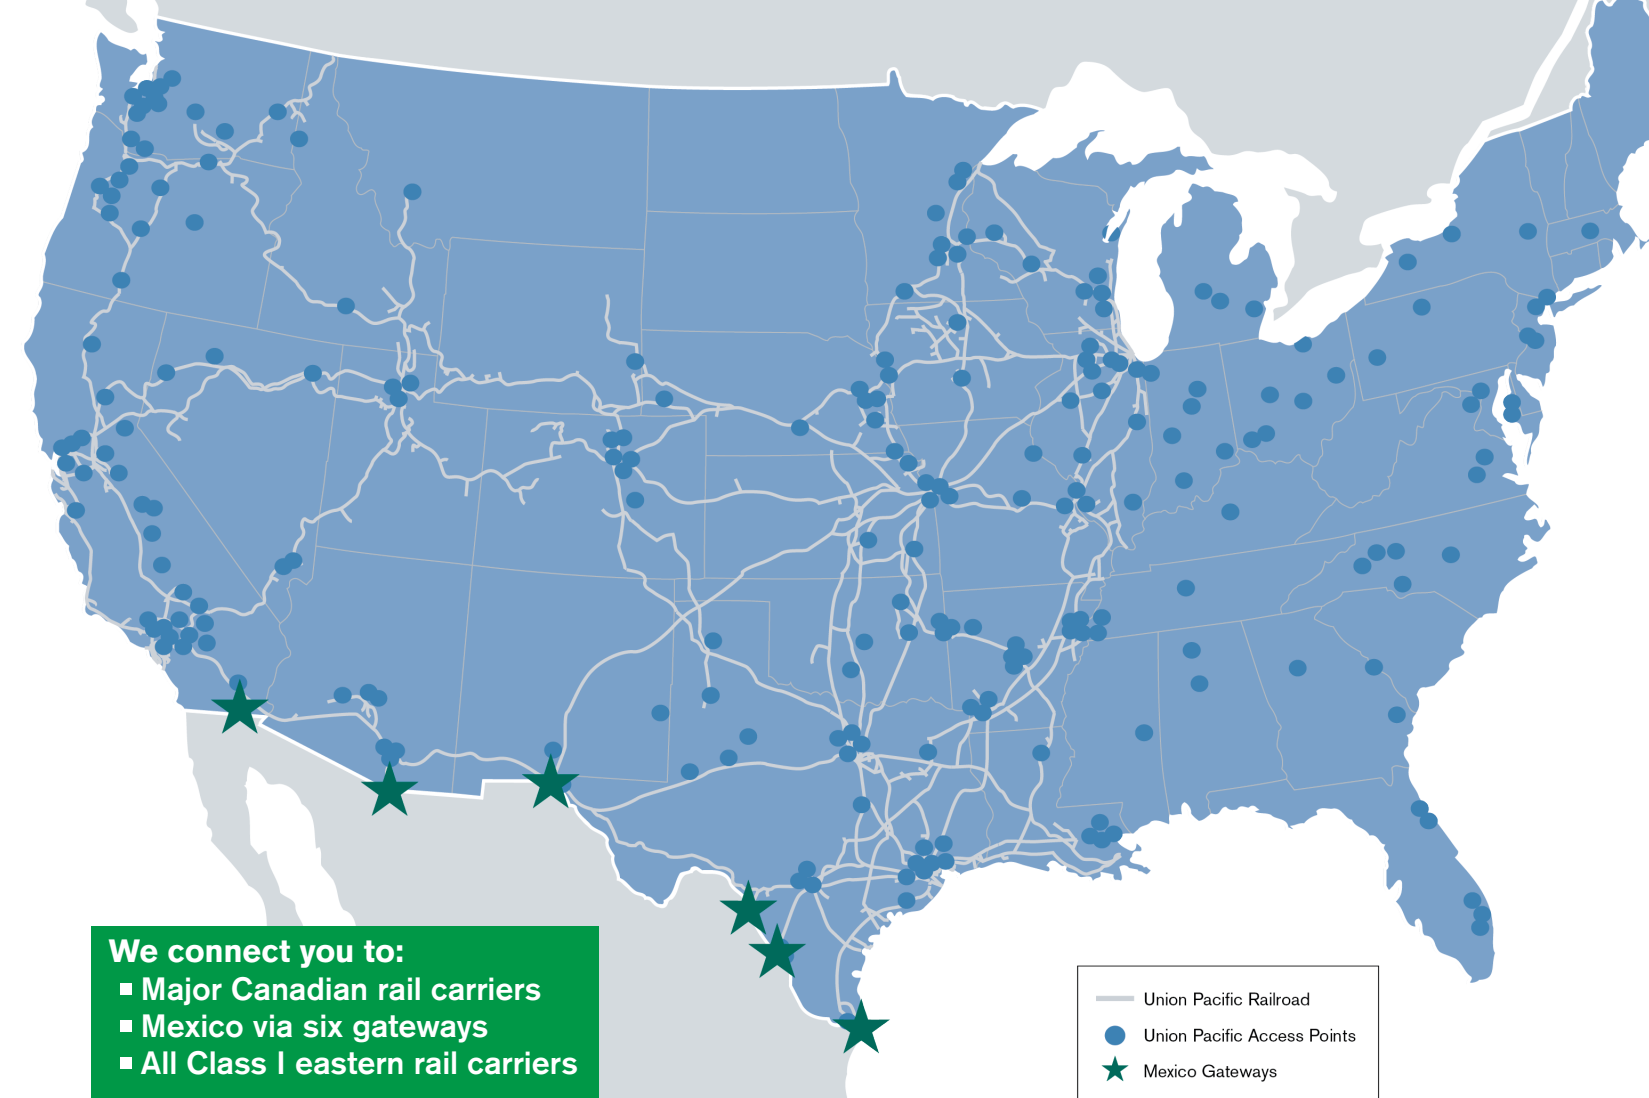 We connect you to:
Major Canadian rail carriers
Mexico via six gateways
All Class I eastern rail carriers
Union Pacific Railroad
Union Pacific Access Points
Mexico Gateways